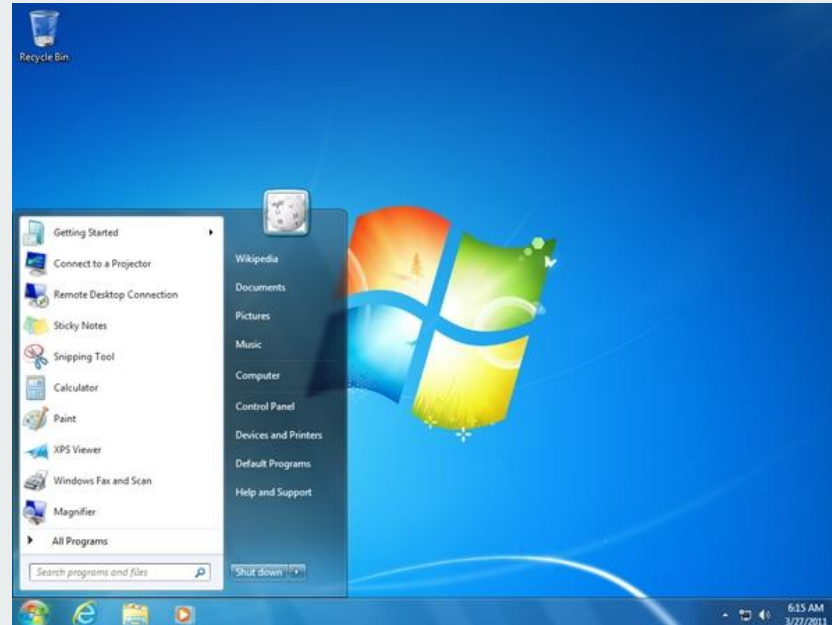 Recycle Bin
Getting Started
Connect to a Projector
Remote Desktop Connection
Sticky Notes
Snipping Tool
Calculator
Paint
XPS Viewer
Windows Fax and Scan
Magnifier
All Programs
Search programs and files
Wikipedia
Documents
Pictures
Music
Computer
Control Panel
Devices and Printers
Default Programs
Help and Support
Shut down
6:15 AM
3/27/2011